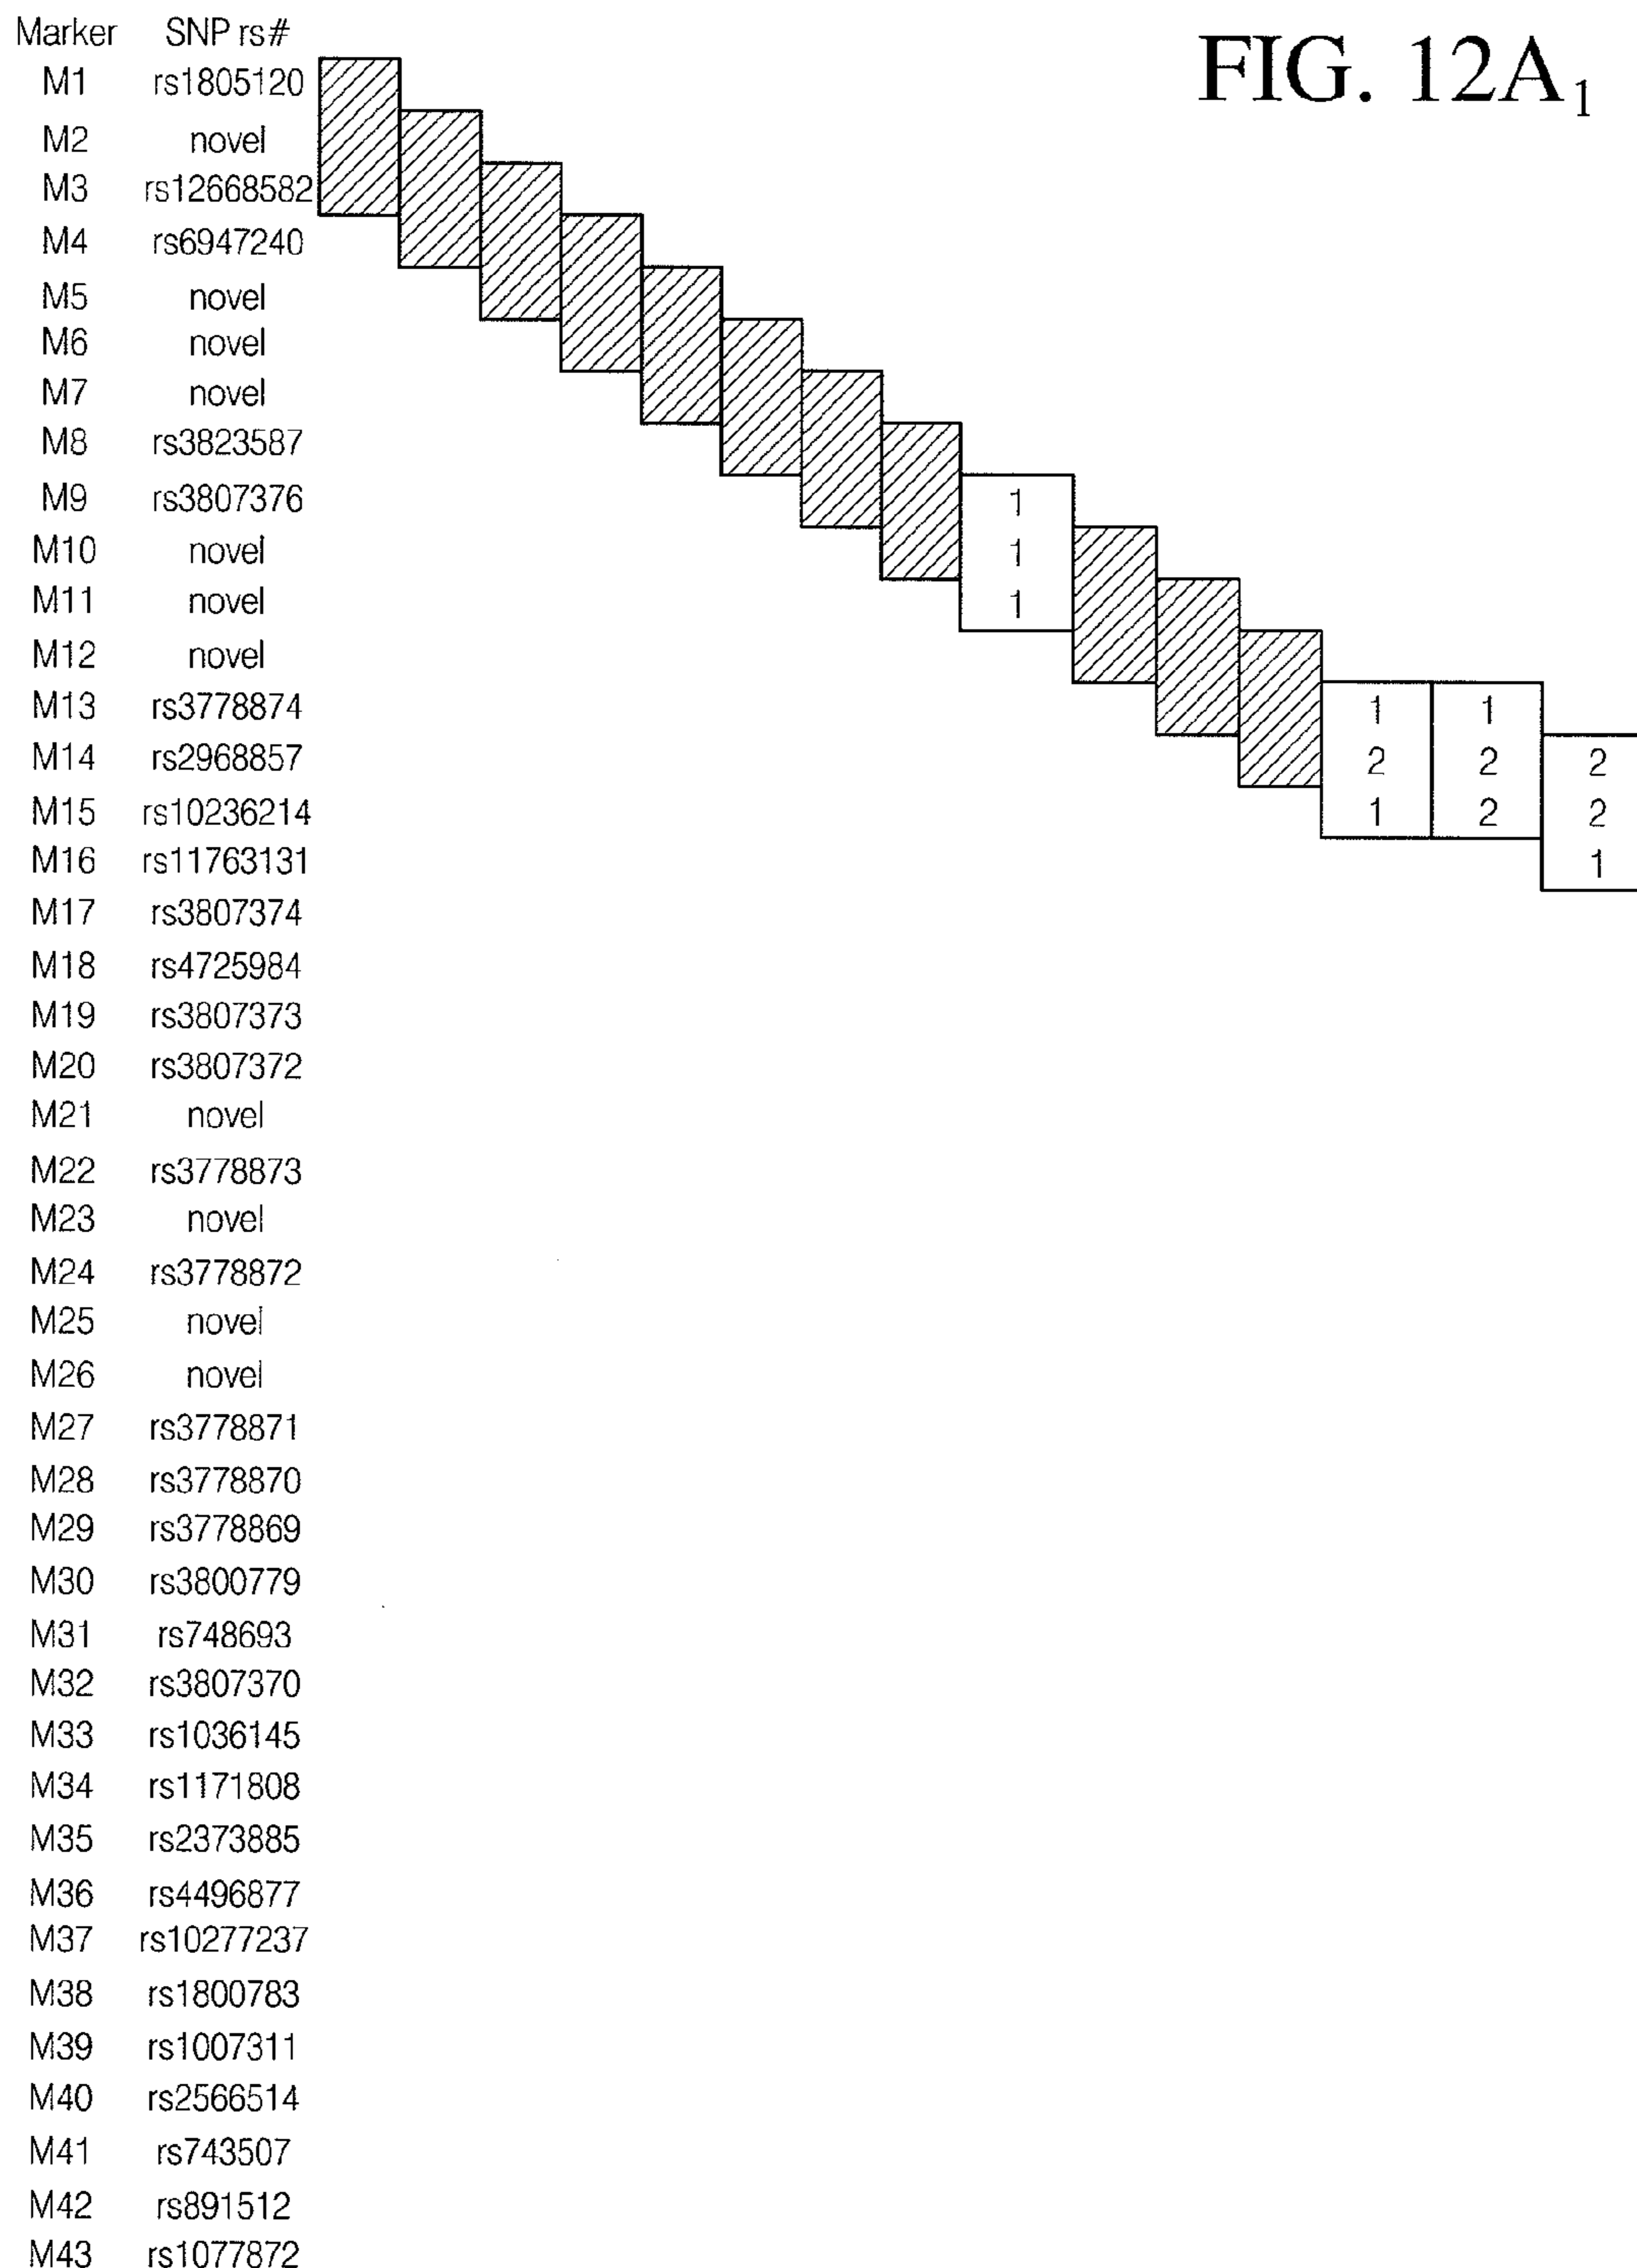 FIG. 12A1
Marker SNP rs#
M1 rs1805120
M2 novel
M3 rs12668582
M4 rs6947240
M5 novel
M6 novel
M7 novel
M8 rs3823587
M9 rs3807376 1
M10 novel 1
M11 novel 1
M12 novel
M13 rs3778874 1 1
M14 rs2968857 2 2 2
M15 rs10236214 1 2 2
M16 rs11763131 1
M17 rs3807374
M18 rs4725984
M19 rs3807373
M20 rs3807372
M21 novel
M22 rs3778873
M23 novel
M24 rs3778872
M25 novel
M26 novel
M27 rs3778871
M28 rs3778870
M29 rs3778869
M30 rs3800779
M31 rs748693
M32 rs3807370
M33 rs1036145
M34 rs1171808
M35 rs2373885
M36 rs4496877
M37 rs10277237
M38 rs1800783
M39 rs1007311
M40 rs2566514
M41 rs743507
M42 rs891512
M43 rs1077872